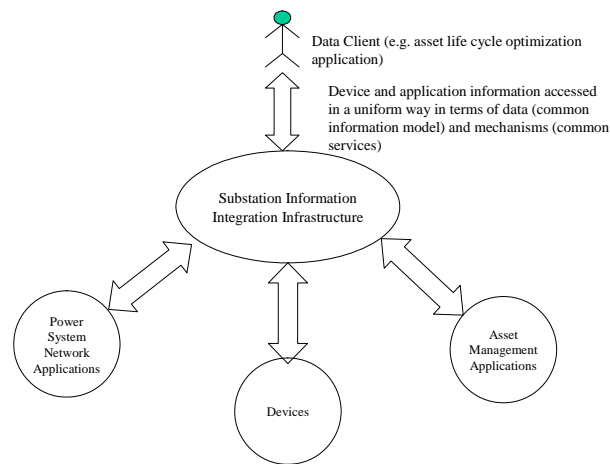 Data Client (e.g. asset life cycle optimization
application)
Device and application information accessed
in a uniform way in terms of data (common
information model) and mechanisms (common
services)
Substation Information
Integration Infrastructure
Power
System
Network
Applications
Devices
Asset
Management
Applications